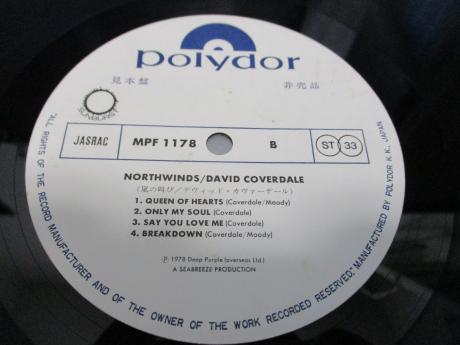 polydor
見本盤 非売品
SUNBURST
JASRAC MPF 1178 B ST 33
NORTHWINDS/DAVID COVERDALE
(嵐の叫び/デヴィッド・カヴァーデール)
1. QUEEN OF HEARTS (Coverdale/Moody)
2. ONLY MY SOUL (Coverdale)
3. SAY YOU LOVE ME (Coverdale)
4. BREAKDOWN (Coverdale/Moody)
Ⓟ 1978 Deep Purple (overseas Ltd.)
A SEABREEZE PRODUCTION
"ALL RIGHTS OF THE RECORD MANUFACTURER AND OF THE OWNER OF THE WORK RECORDED RESERVED;" MANUFACTURED BY POLYDOR K.K., JAPAN